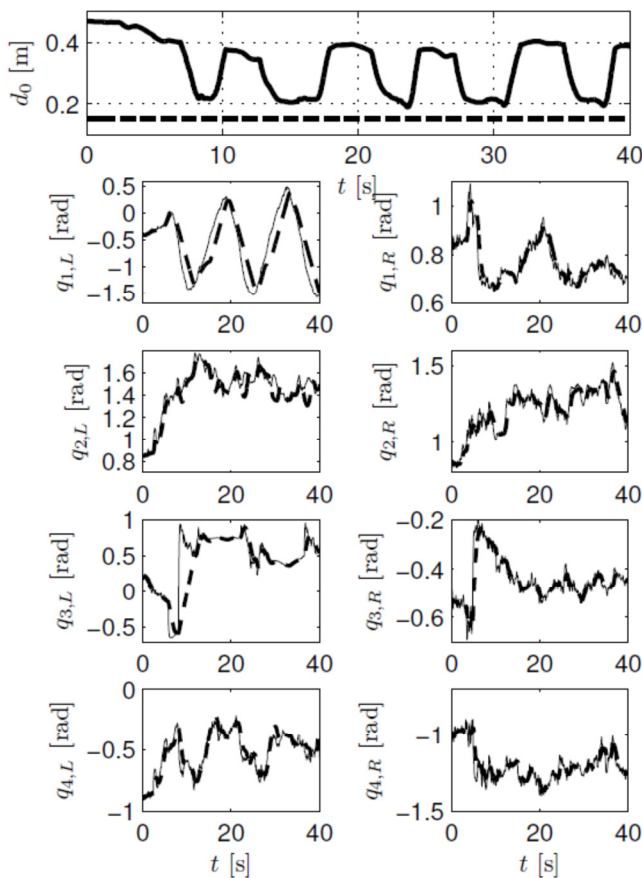 d₀ [m]
0.4
0.2
0 10 20 30 40
t [s]
q₁,L [rad]
0.5
0
−0.5
−1
−1.5
0 20 40
q₁,R [rad]
1
0.8
0.6
0 20 40
q₂,L [rad]
1.6
1.4
1.2
1
0.8
0 20 40
q₂,R [rad]
1.5
1
0 20 40
q₃,L [rad]
1
0.5
0
−0.5
0 20 40
q₃,R [rad]
−0.2
−0.4
−0.6
0 20 40
q₄,L [rad]
0
−0.5
−1
0 20 40
t [s]
q₄,R [rad]
−1
−1.5
0 20 40
t [s]